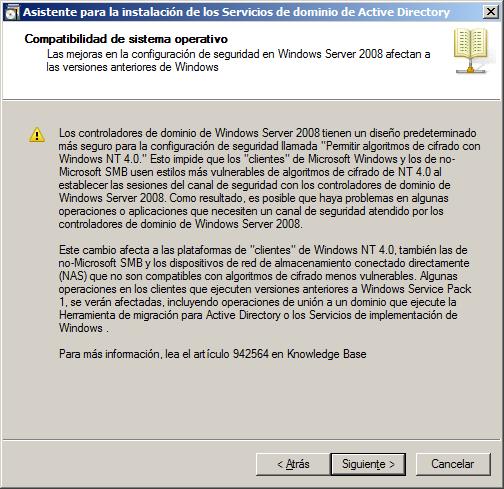 Asistente para la instalación de los Servicios de dominio de Active Directory
Compatibilidad de sistema operativo
Las mejoras en la configuración de seguridad en Windows Server 2008 afectan a
las versiones anteriores de Windows
Los controladores de dominio de Windows Server 2008 tienen un diseño predeterminado
más seguro para la configuración de seguridad llamada "Permitir algoritmos de cifrado con
Windows NT 4.0." Esto impide que los "clientes" de Microsoft Windows y los de no-
Microsoft SMB usen estilos más vulnerables de algoritmos de cifrado de NT 4.0 al
establecer las sesiones del canal de seguridad con los controladores de dominio de
Windows Server 2008. Como resultado, es posible que haya problemas en algunas
operaciones o aplicaciones que necesiten un canal de seguridad atendido por los
controladores de dominio de Windows Server 2008.
Este cambio afecta a las plataformas de "clientes" de Windows NT 4.0, también las de
no-Microsoft SMB y los dispositivos de red de almacenamiento conectado directamente
(NAS) que no son compatibles con algoritmos de cifrado menos vulnerables. Algunas
operaciones en los clientes que ejecuten versiones anteriores a Windows Service Pack
1, se verán afectadas, incluyendo operaciones de unión a un dominio que ejecute la
Herramienta de migración para Active Directory o los Servicios de implementación de
Windows .
Para más información, lea el artículo 942564 en Knowledge Base
< Atrás Siguiente > Cancelar